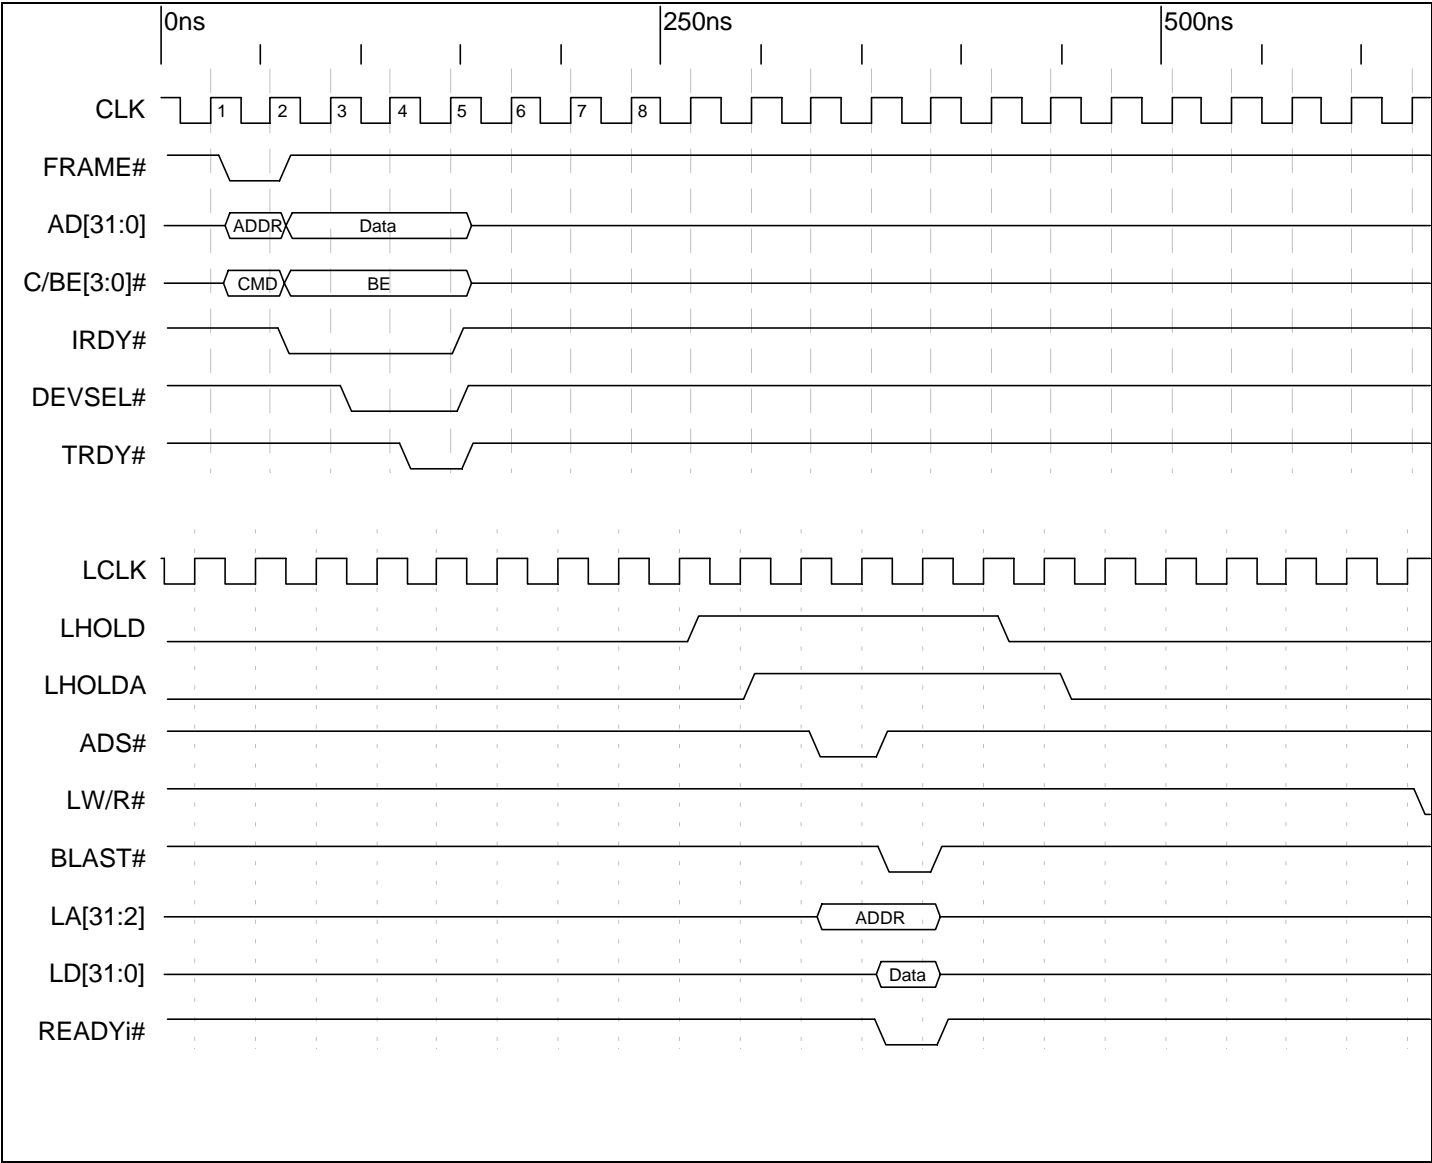 0ns 250ns 500ns
CLK 1 2 3 4 5 6 7 8
FRAME#
AD[31:0] ADDR Data
C/BE[3:0]# CMD BE
IRDY#
DEVSEL#
TRDY#
LCLK
LHOLD
LHOLDA
ADS#
LW/R#
BLAST#
LA[31:2] ADDR
LD[31:0] Data
READYi#